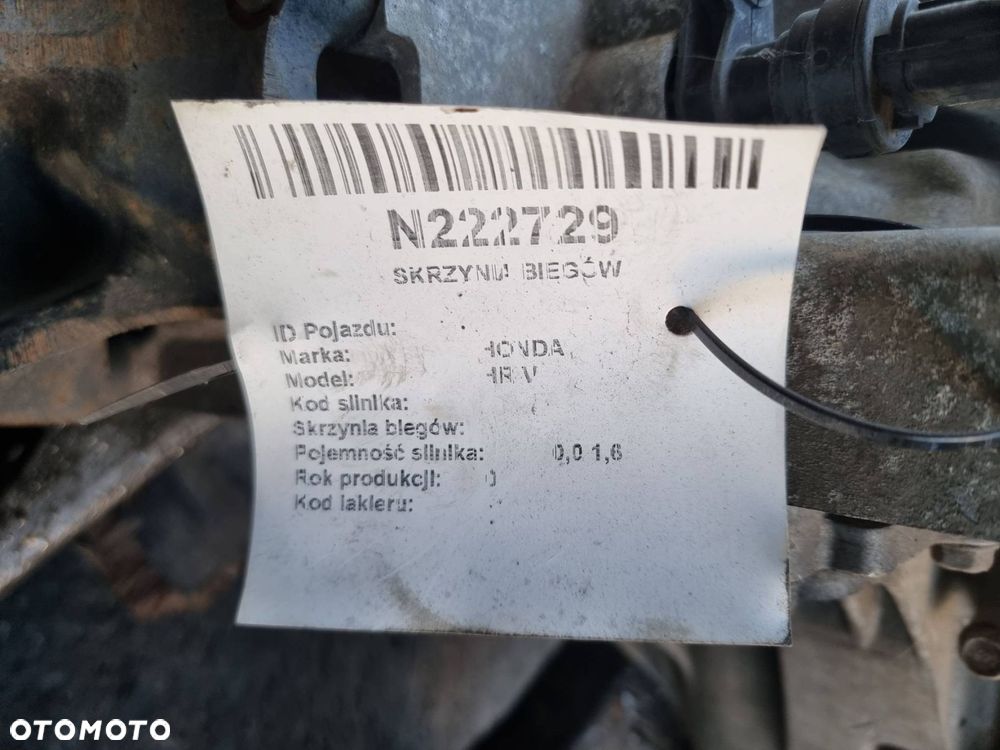 N222729
SKRZYNIA BIEGÓW
ID Pojazdu:
Marka: HONDA
Model: HR-V
Kod silnika:
Skrzynia biegów:
Pojemność silnika: 0,0 1,6
Rok produkcji: 0
Kod lakieru:
OTOMOTO